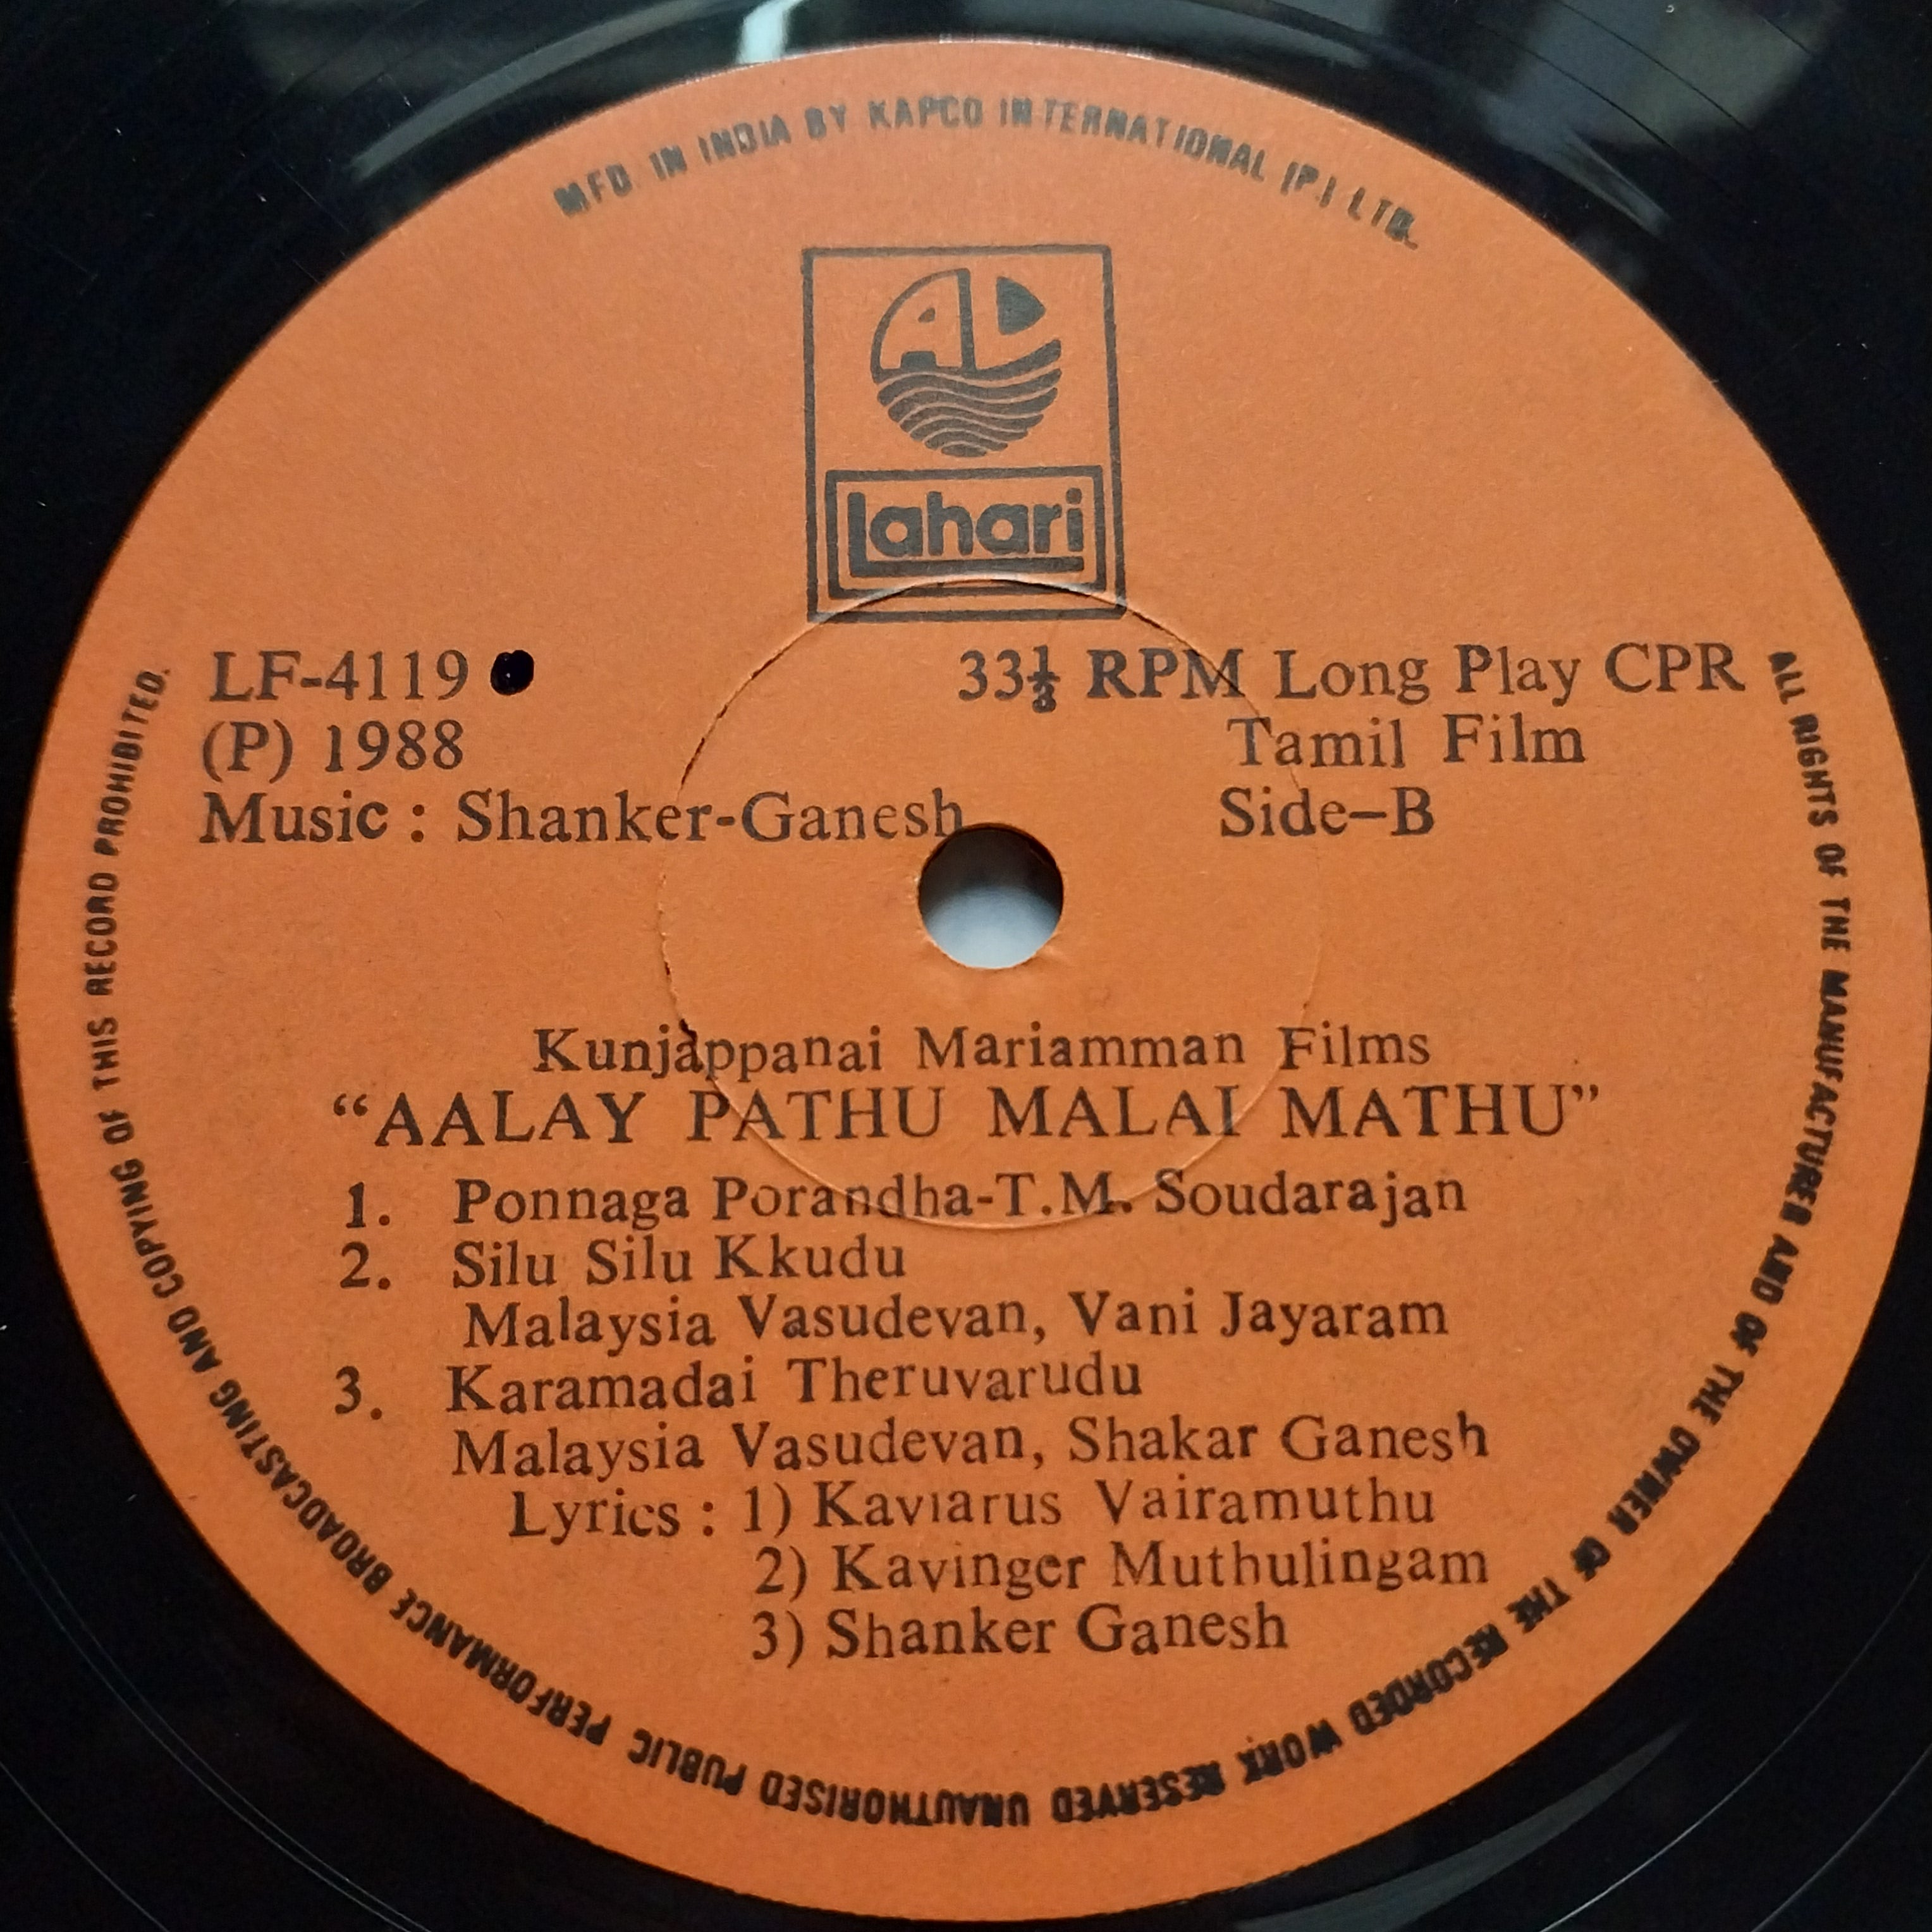 MFD. IN INDIA BY KAPCO INTERNATIONAL (P) LTD.
AL
Lahari
LF-4119
33⅓ RPM Long Play CPR
(P) 1988
Tamil Film
Music : Shanker-Ganesh
Side–B
Kunjappanai Mariamman Films
“AALAY PATHU MALAI MATHU”
1. Ponnaga Porandha-T.M. Soudarajan
2. Silu Silu Kkudu
Malaysia Vasudevan, Vani Jayaram
3. Karamadai Theruvarudu
Malaysia Vasudevan, Shakar Ganesh
Lyrics : 1) Kaviarus Vairamuthu
2) Kavinger Muthulingam
3) Shanker Ganesh
ALL RIGHTS OF THE MANUFACTURER AND OF THE OWNER OF THE RECORDED WORK RESERVED UNAUTHORISED PUBLIC PERFORMANCE BROADCASTING AND COPYING OF THIS RECORD PROHIBITED.